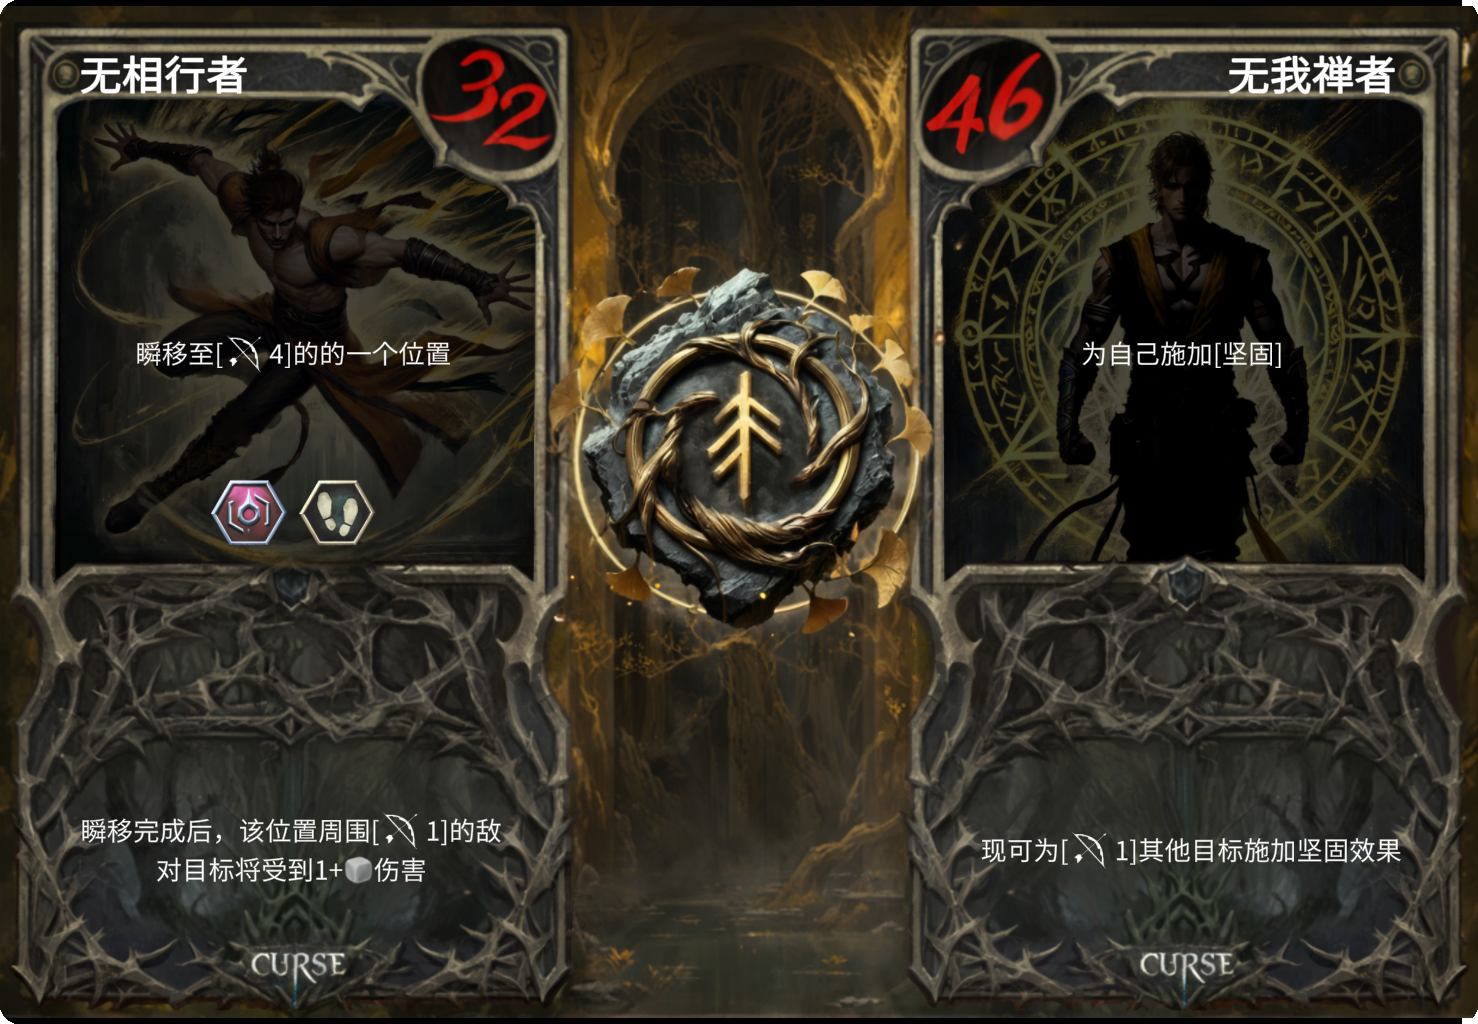 无相行者
32
瞬移至[ 4]的的一个位置
瞬移完成后，该位置周围[ 1]的敌
对目标将受到1+伤害
CURSE
46
无我禅者
为自己施加[坚固]
现可为[ 1]其他目标施加坚固效果
CURSE